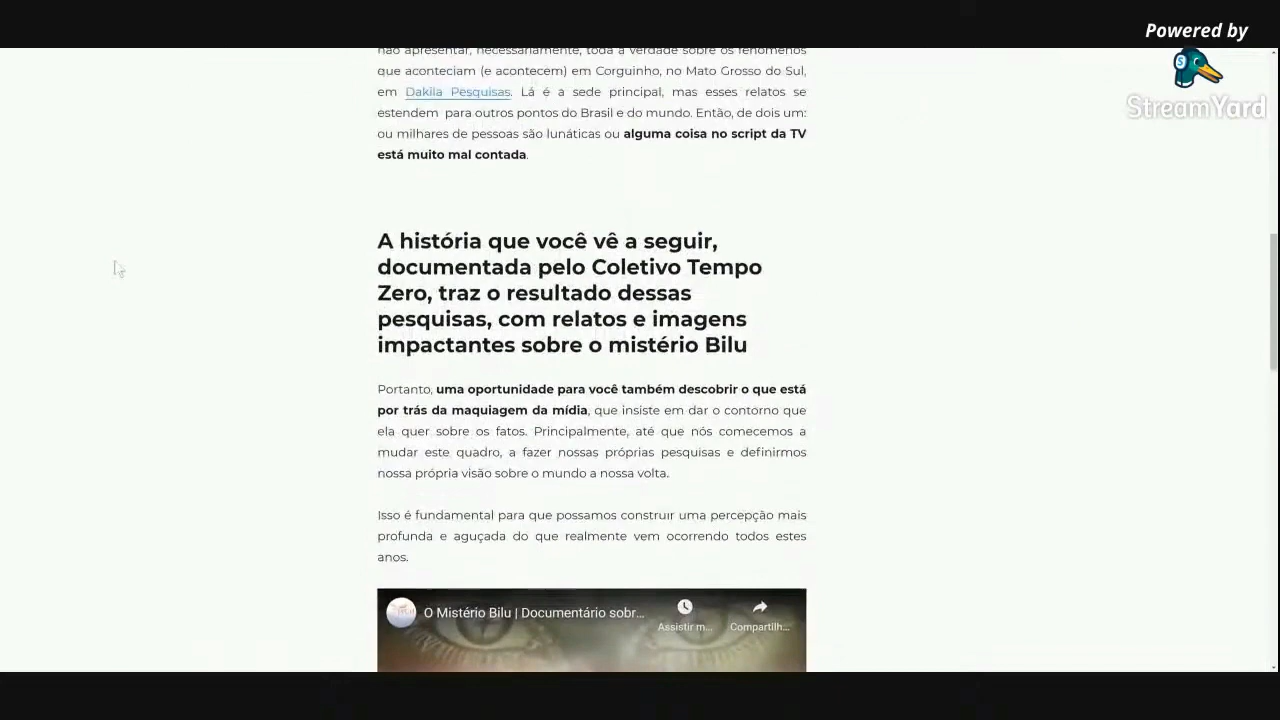 Powered by
StreamYard
não apresentar, necessariamente, toda a verdade sobre os fenômenos
que aconteciam (e acontecem) em Corguinho, no Mato Grosso do Sul,
em Dakila Pesquisas. Lá é a sede principal, mas esses relatos se
estendem para outros pontos do Brasil e do mundo. Então, de dois um:
ou milhares de pessoas são lunáticas ou alguma coisa no script da TV
está muito mal contada.
A história que você vê a seguir,
documentada pelo Coletivo Tempo
Zero, traz o resultado dessas
pesquisas, com relatos e imagens
impactantes sobre o mistério Bilu
Portanto, uma oportunidade para você também descobrir o que está
por trás da maquiagem da mídia, que insiste em dar o contorno que
ela quer sobre os fatos. Principalmente, até que nós comecemos a
mudar este quadro, a fazer nossas próprias pesquisas e definirmos
nossa própria visão sobre o mundo a nossa volta.
Isso é fundamental para que possamos construir uma percepção mais
profunda e aguçada do que realmente vem ocorrendo todos estes
anos.
O Mistério Bilu | Documentário sobr...
Assistir m...
Compartilh...